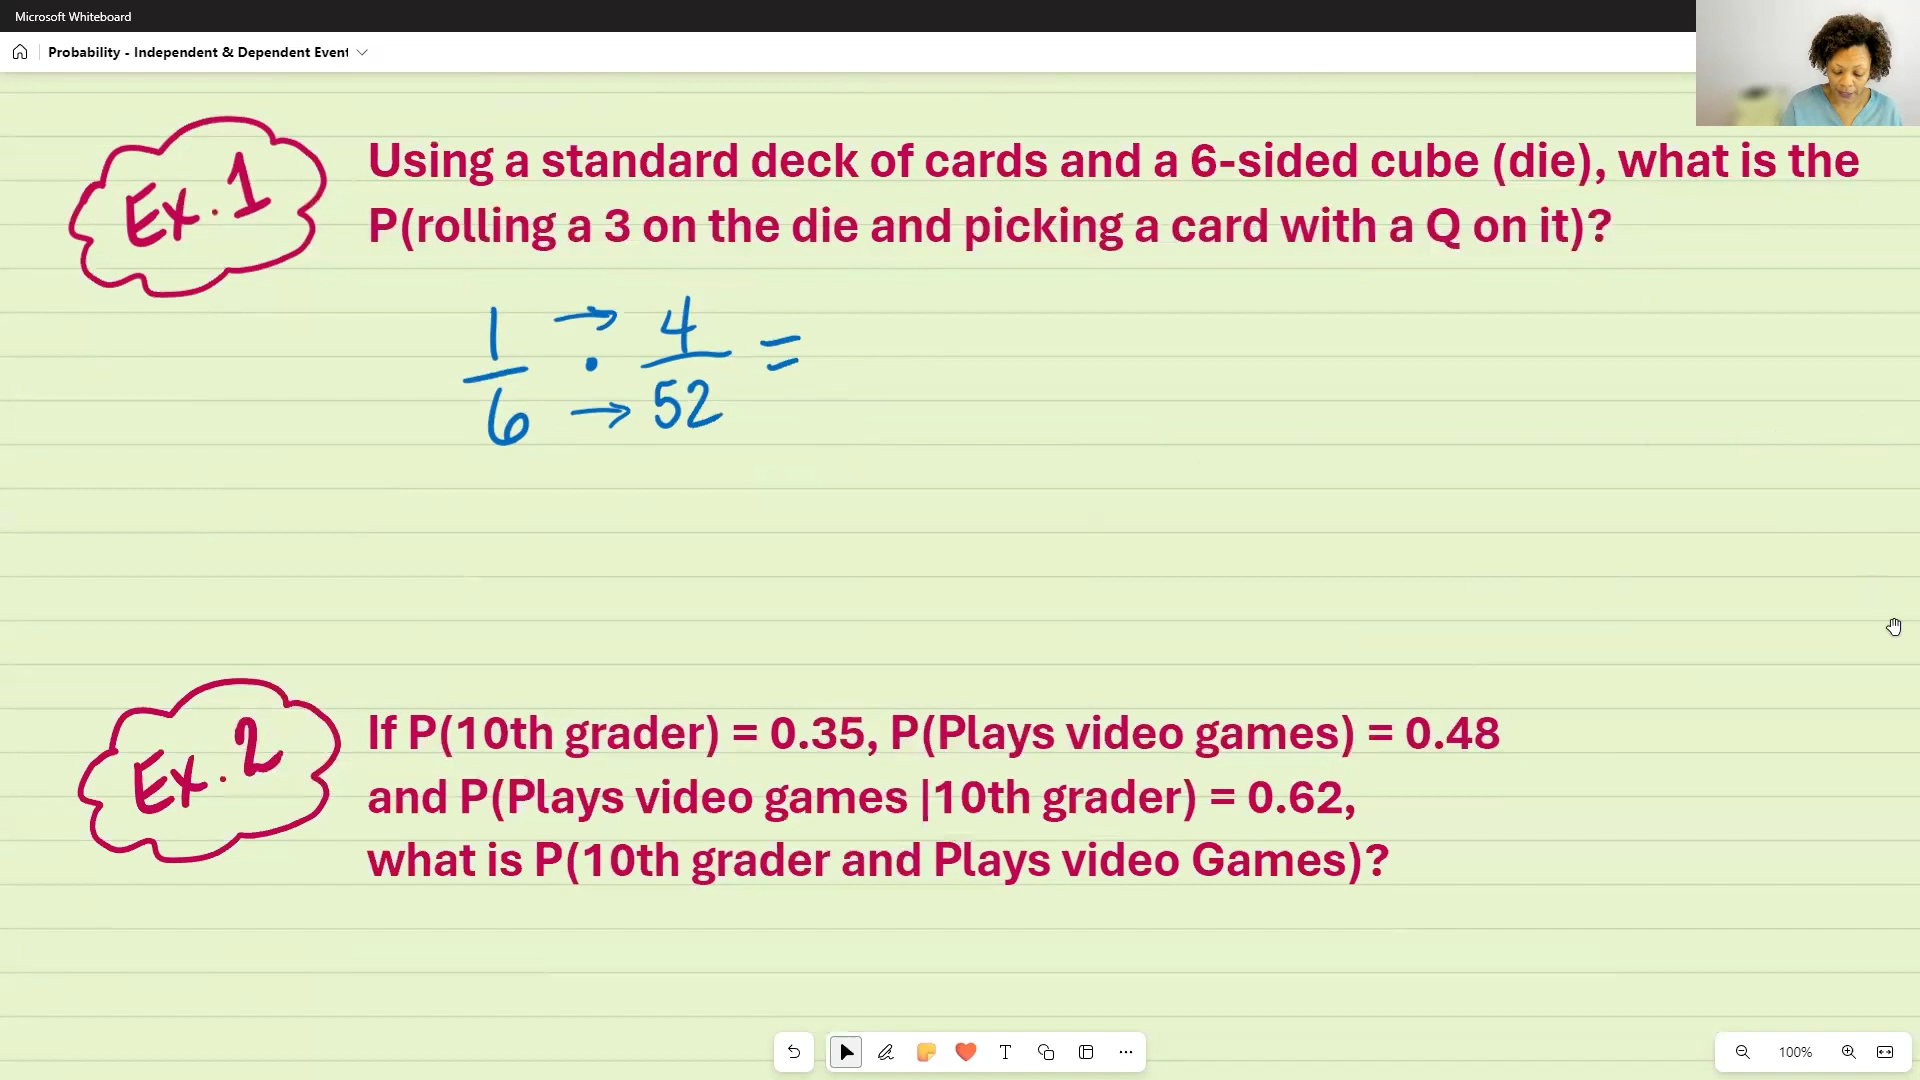 Microsoft Whiteboard
Probability - Independent & Dependent Event
Ex. 1
Using a standard deck of cards and a 6-sided cube (die), what is the
P(rolling a 3 on the die and picking a card with a Q on it)?
1 → 4
— · — =
6 → 52
Ex. 2
If P(10th grader) = 0.35, P(Plays video games) = 0.48
and P(Plays video games |10th grader) = 0.62,
what is P(10th grader and Plays video Games)?
100%